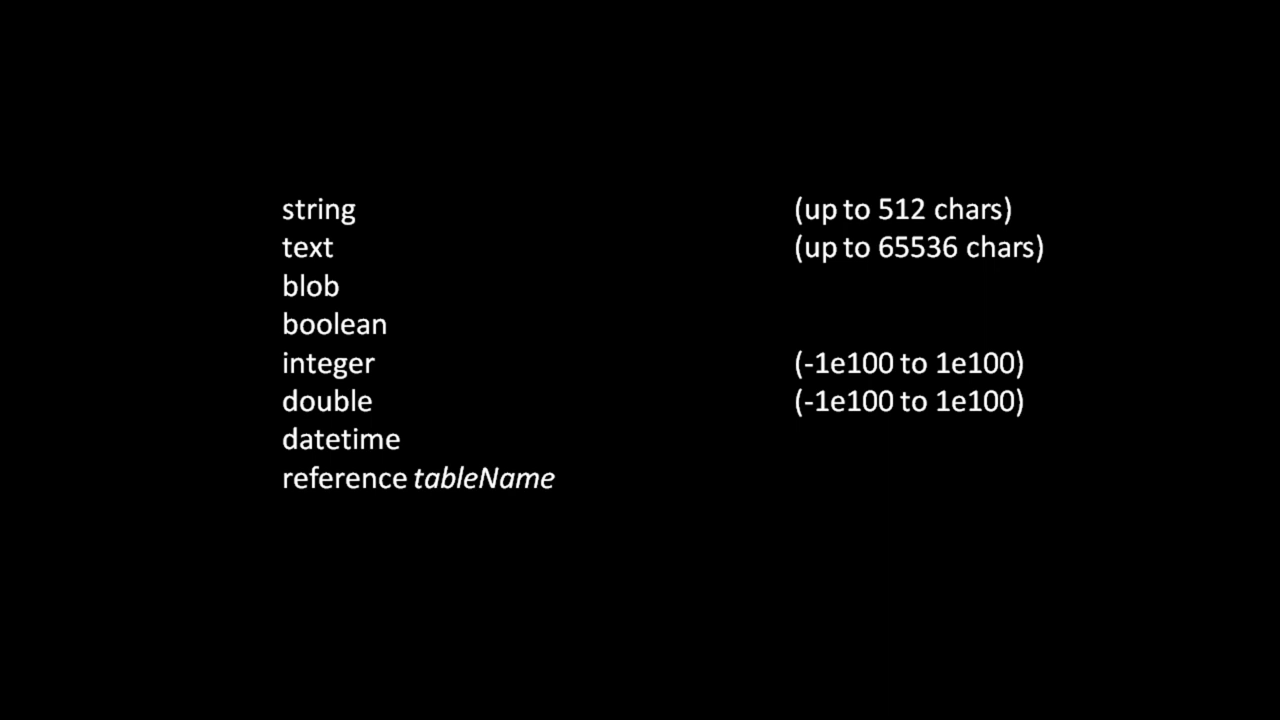 string (up to 512 chars)
text (up to 65536 chars)
blob
boolean
integer (-1e100 to 1e100)
double (-1e100 to 1e100)
datetime
reference tableName